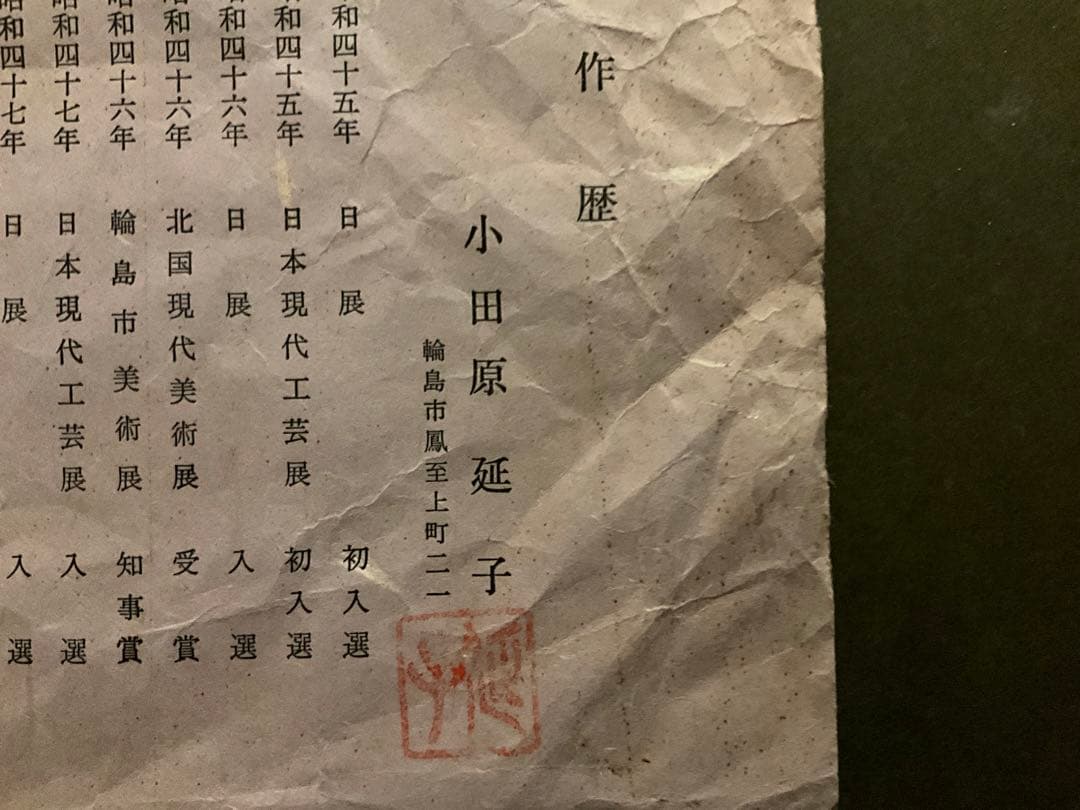 作歴
小田原延子
輪島市鳳至上町二一
和四十五年 日展 初入選
和四十五年 日本現代工芸展 初入選
昭和四十六年 日展 入選
昭和四十六年 北国現代美術展 受賞
昭和四十六年 輪島市美術展 知事賞
昭和四十七年 日本現代工芸展 入選
昭和四十七年 日展 入選